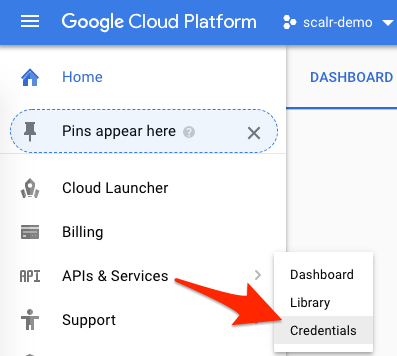 Google Cloud Platform
scalr-demo
Home
DASHBOARD
Pins appear here ?
Cloud Launcher
Billing
API APIs & Services
Dashboard
Library
Support
Credentials